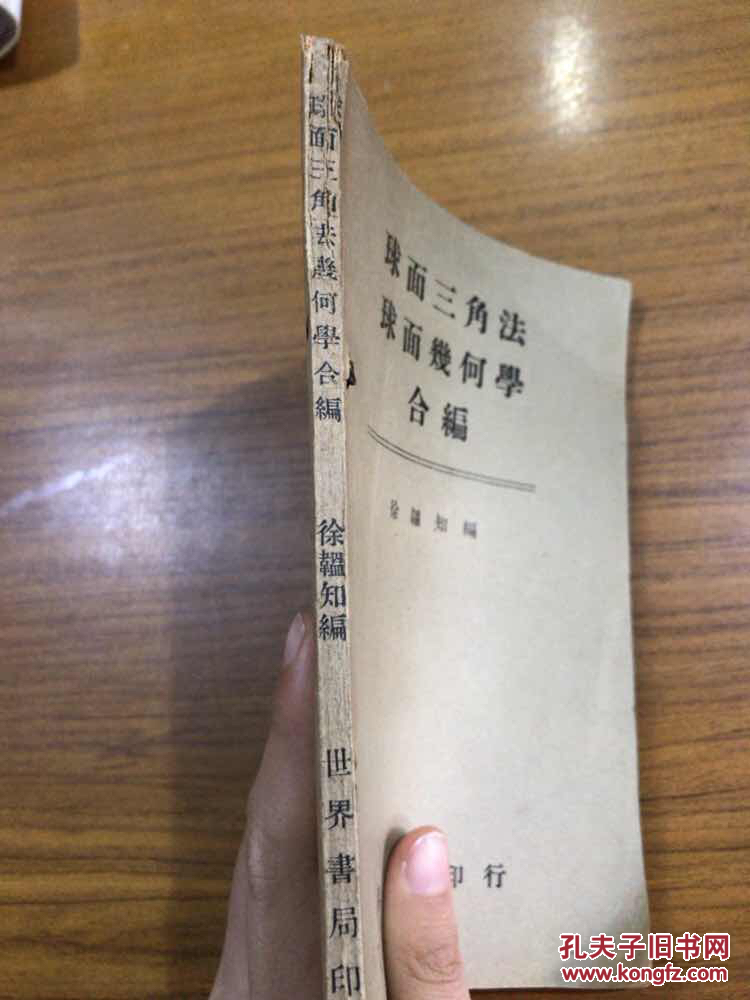 球面三角法
球面幾何學
合編
徐韞知編
印行
球面三角法幾何學合編
徐韞知編
世界書局印
孔夫子旧书网
www.kongfz.com